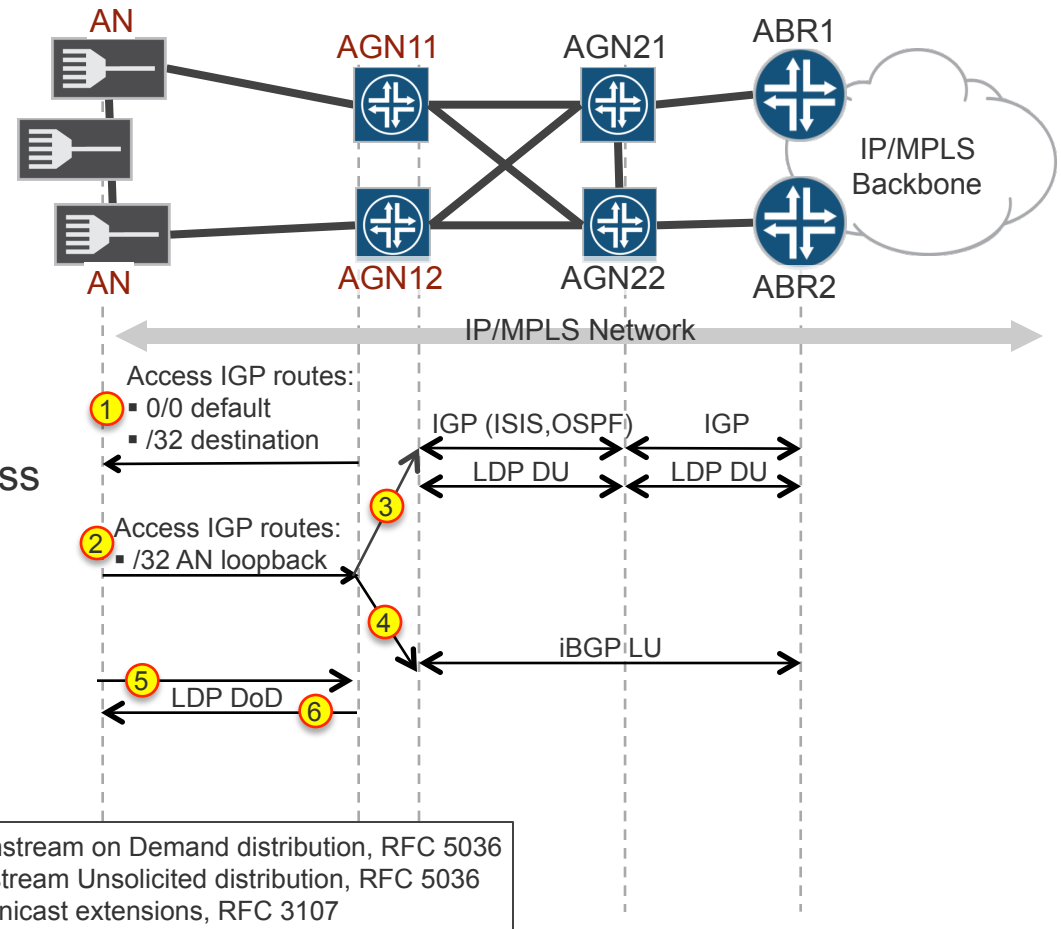 AN
AGN11
AGN21
ABR1
IP/MPLS
Backbone
AN
AGN12
AGN22
ABR2
IP/MPLS Network
Access IGP routes:
1
▪ 0/0 default
▪ /32 destination
IGP (ISIS,OSPF)
IGP
LDP DU
LDP DU
ss
3
Access IGP routes:
2
▪ /32 AN loopback
4
iBGP LU
5
LDP DoD
6
nstream on Demand distribution, RFC 5036
stream Unsolicited distribution, RFC 5036
nicast extensions, RFC 3107